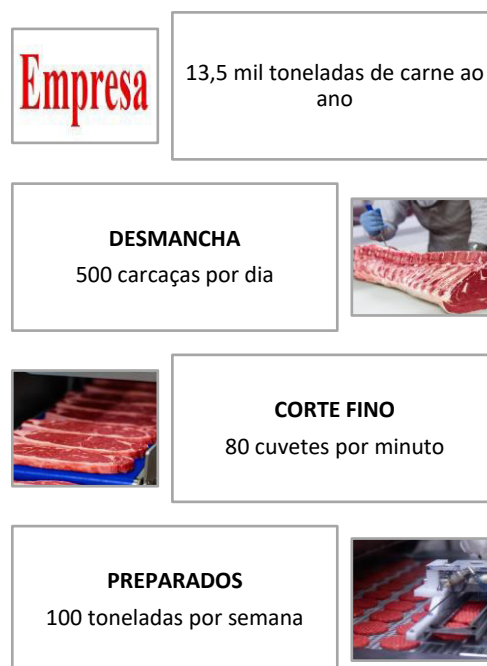 Empresa
13,5 mil toneladas de carne ao
ano
DESMANCHA
500 carcaças por dia
CORTE FINO
80 cuvetes por minuto
PREPARADOS
100 toneladas por semana